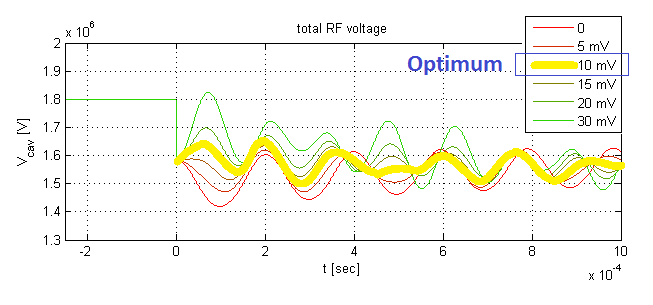 x 10^6
total RF voltage
Optimum
0
5 mV
10 mV
15 mV
20 mV
30 mV
2
1.9
1.8
1.7
1.6
1.5
1.4
1.3
V_cav [V]
-2
0
2
4
6
8
10
t [sec]
x 10^-4